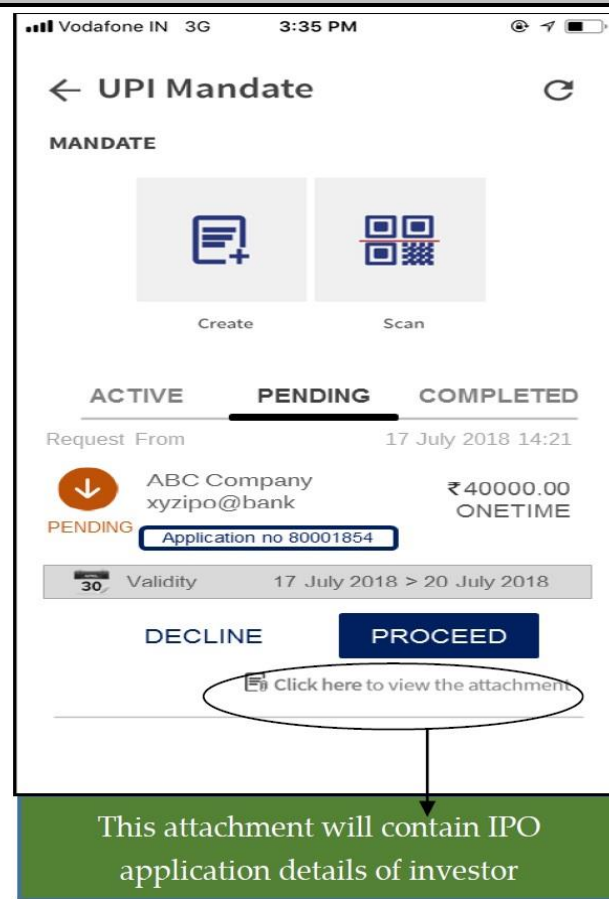 Vodafone IN 3G 3:35 PM
← UPI Mandate
MANDATE
Create Scan
ACTIVE PENDING COMPLETED
Request From 17 July 2018 14:21
ABC Company ₹40000.00
xyzipo@bank ONETIME
PENDING
Application no 80001854
30 Validity 17 July 2018 > 20 July 2018
DECLINE PROCEED
Click here to view the attachment
This attachment will contain IPO
application details of investor